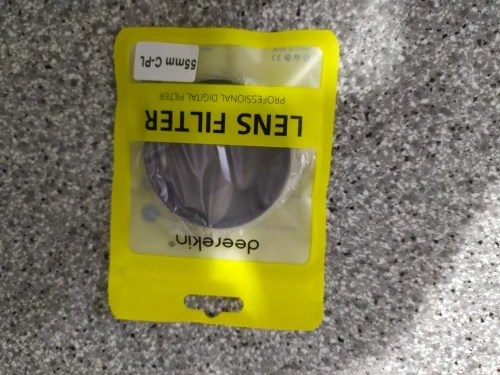 deerekin®
LENS FILTER
PROFESSIONAL DIGITAL FILTER
55mm C-PL